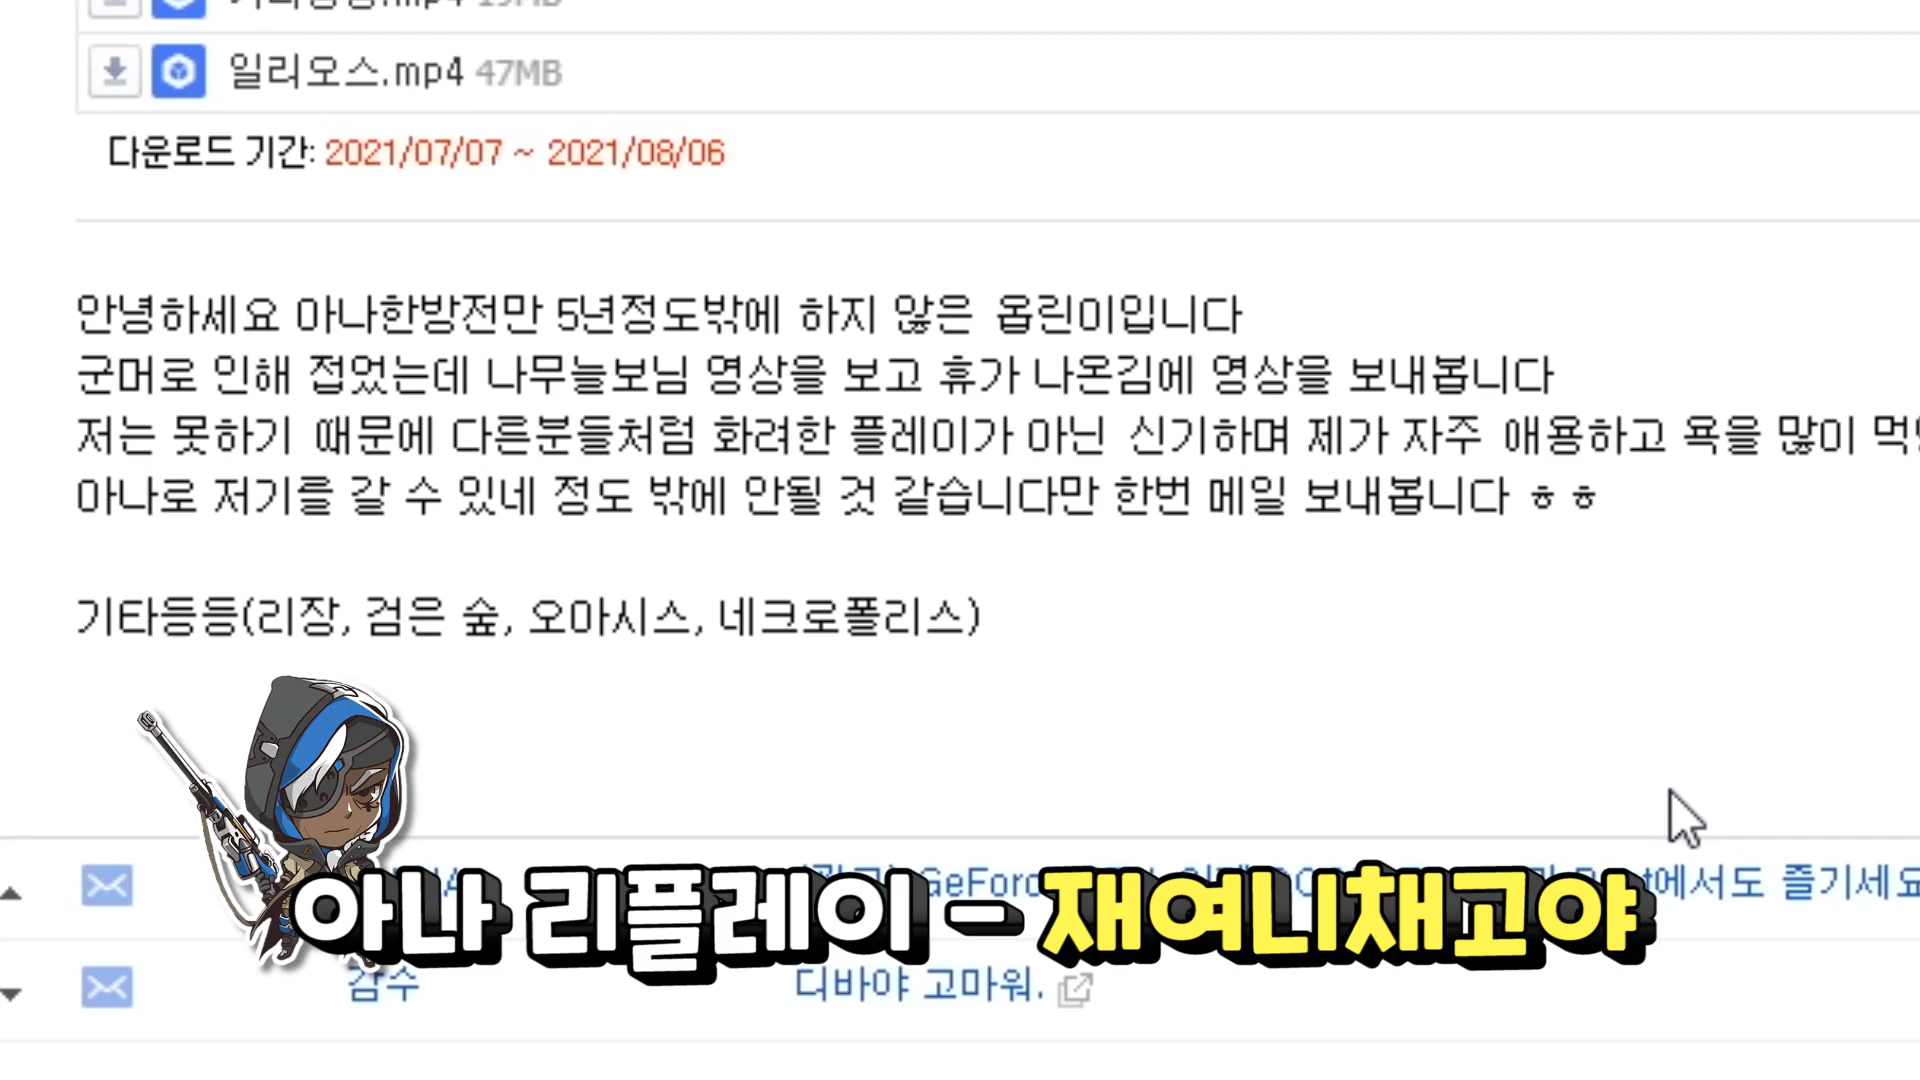 일리오스.mp4 47MB
다운로드 기간: 2021/07/07 ~ 2021/08/06
안녕하세요 아나한방전만 5년정도밖에 하지 않은 옵린이입니다
군머로 인해 접었는데 나무늘보님 영상을 보고 휴가 나온김에 영상을 보내봅니다
저는 못하기 때문에 다른분들처럼 화려한 플레이가 아닌 신기하며 제가 자주 애용하고 욕을 많이
아나로 저기를 갈 수 있네 정도 밖에 안될 것 같습니다만 한번 메일 보내봅니다 ㅎㅎ
기타등등(리장, 검은 숲, 오아시스, 네크로폴리스)
에서도 즐기세요
아나 리플레이 - 재여니채고야
감수 디바야 고마워.